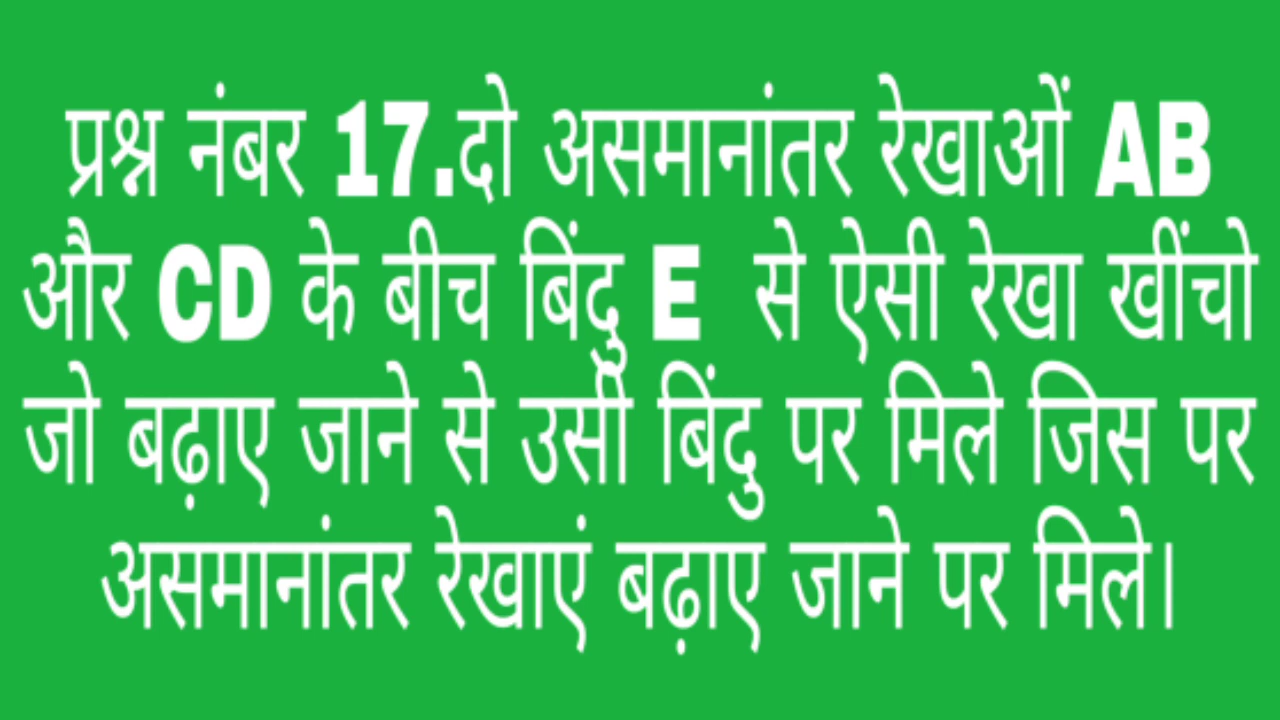 प्रश्न नंबर 17.दो असमानांतर रेखाओं AB
और CD के बीच बिंदु E से ऐसी रेखा खींचो
जो बढ़ाए जाने से उसी बिंदु पर मिले जिस पर
असमानांतर रेखाएं बढ़ाए जाने पर मिले।